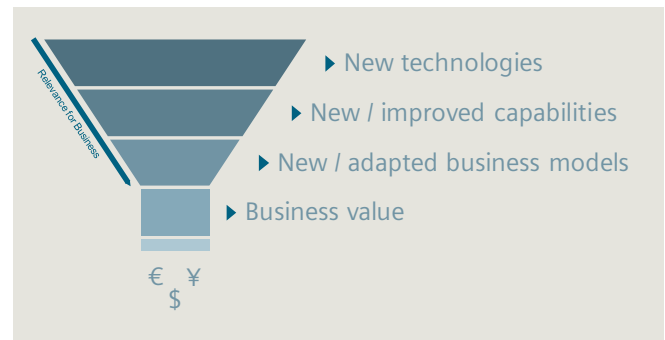 Relevance for Business
New technologies
New / improved capabilities
New / adapted business models
Business value
€ ¥
$